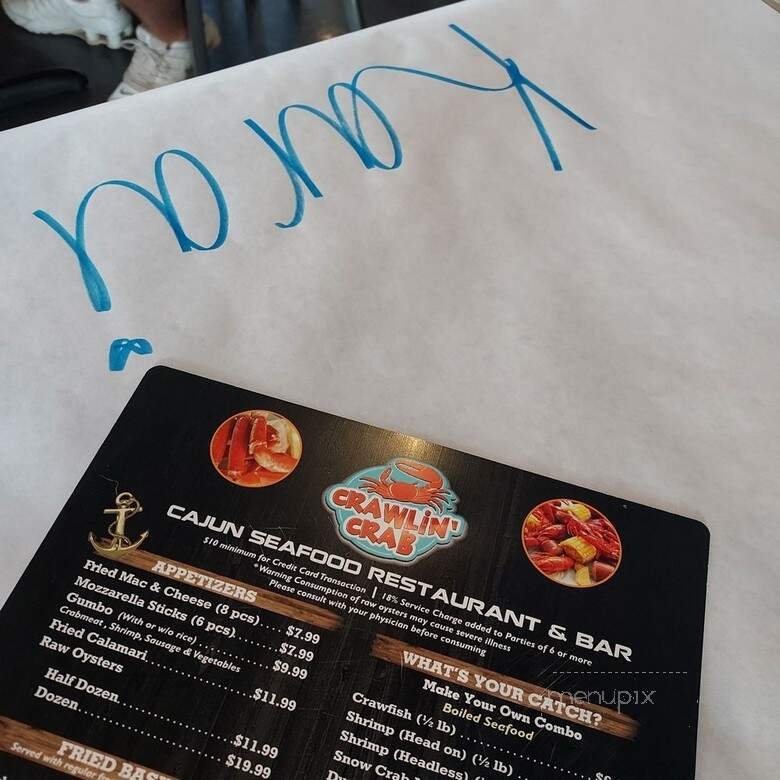 Karai
CRAWLIN'
CRAB
CAJUN SEAFOOD RESTAURANT & BAR
$10 minimum for Credit Card Transaction | 18% Service Charge added to Parties of 6 or more
*Warning Consumption of raw oysters may cause severe illness
Please consult with your physician before consuming
APPETIZERS
Fried Mac & Cheese (8 pcs)....$7.99
Mozzarella Sticks (6 pcs)......$7.99
Gumbo (With or w/o rice)........$9.99
Crabmeat, Shrimp, Sausage & Vegetables
Fried Calamari................$11.99
Raw Oysters
Half Dozen................$11.99
Dozen.....................$19.99
FRIED
Served with regular
WHAT'S YOUR CATCH?
Make Your Own Combo
Boiled Seafood
Crawfish (½ lb)
Shrimp (Head on) (½ lb)
Shrimp (Headless)
Snow Crab
menupix